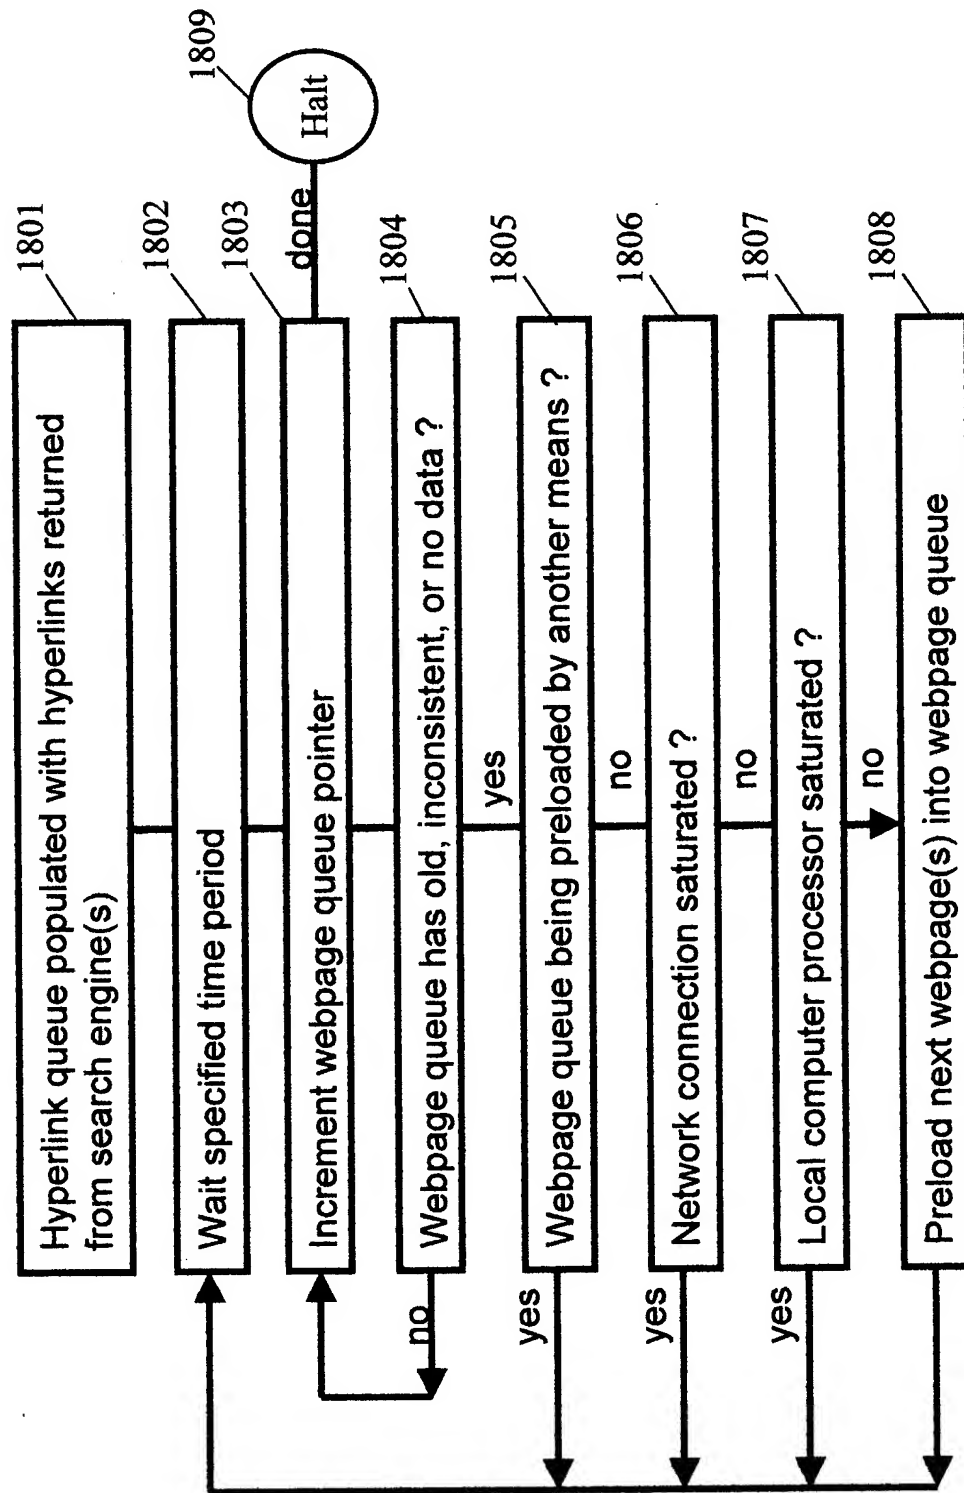 Hyperlink queue populated with hyperlinks returned
from search engine(s)
1801
Wait specified time period
1802
Increment webpage queue pointer
1803
done
Halt
1809
Webpage queue has old, inconsistent, or no data ?
1804
no
yes
Webpage queue being preloaded by another means ?
1805
yes
no
Network connection saturated ?
1806
yes
no
Local computer processor saturated ?
1807
yes
no
Preload next webpage(s) into webpage queue
1808